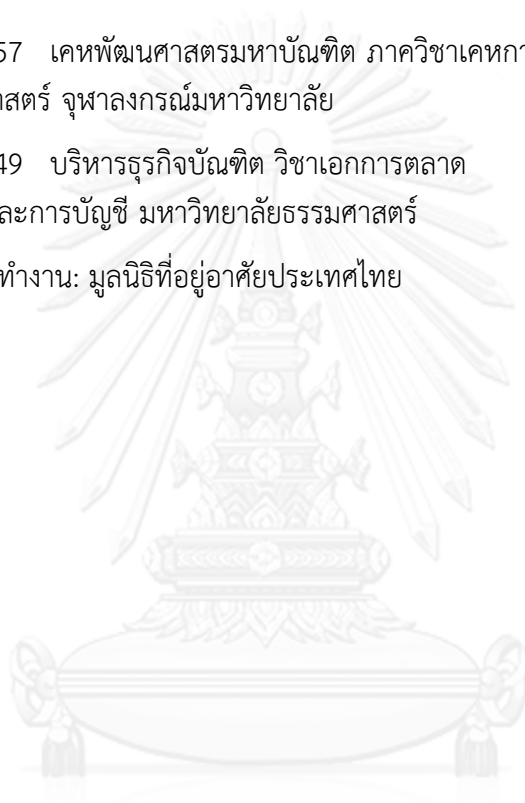 57 เคหพัฒนศาสตรมหาบัณฑิต ภาควิชาเคหกา
าสตร์ จุฬาลงกรณ์มหาวิทยาลัย
49 บริหารธุรกิจบัณฑิต วิชาเอกการตลาด
ละการบัญชี มหาวิทยาลัยธรรมศาสตร์
ทำงาน: มูลนิธิที่อยู่อาศัยประเทศไทย